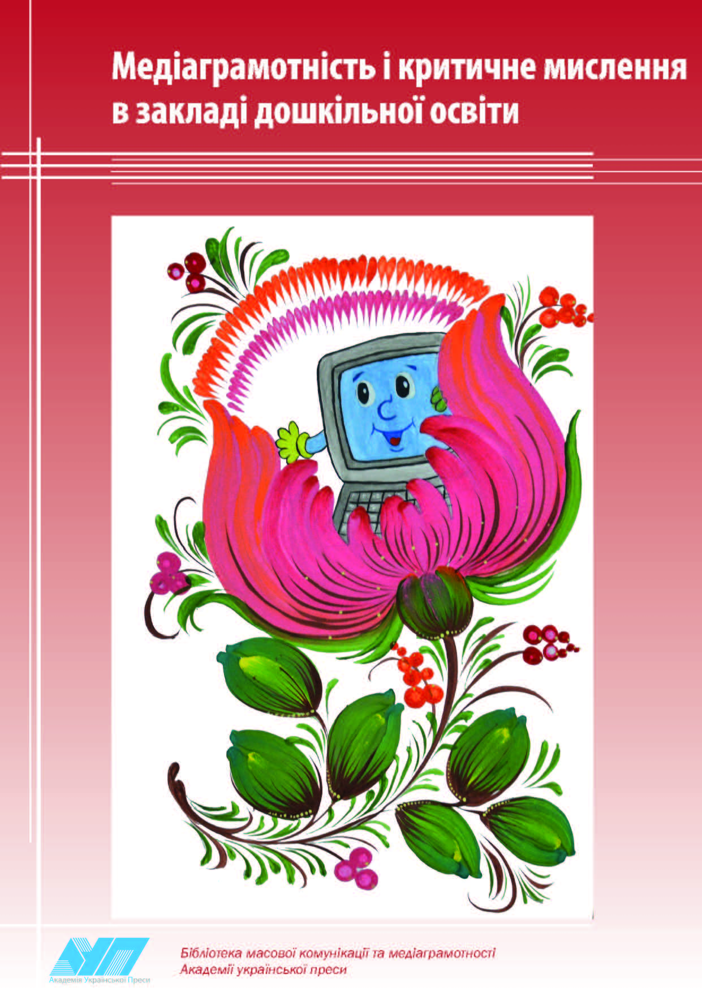 Медіаграмотність і критичне мислення
в закладі дошкільної освіти
Академія Української Преси
Бібліотека масової комунікації та медіаграмотності
Академії української преси